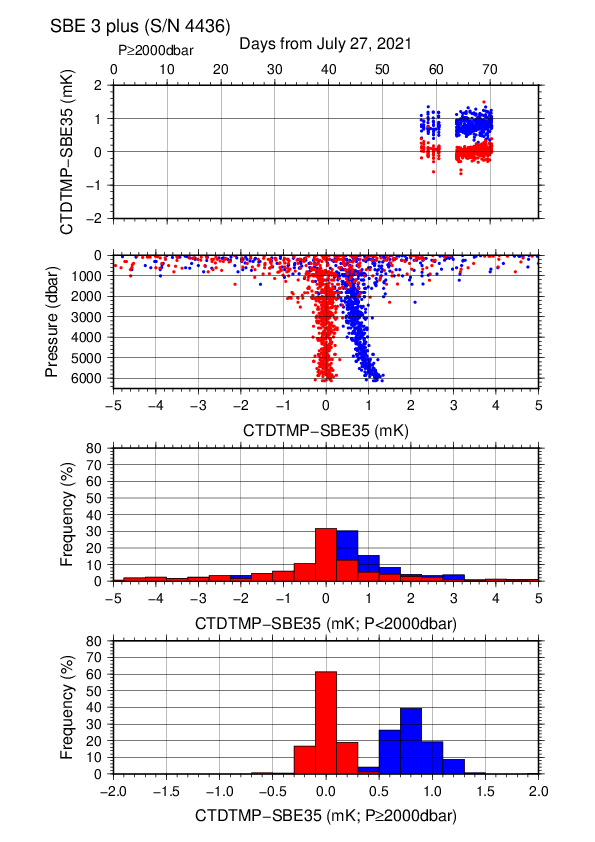 SBE 3 plus (S/N 4436)
P≥2000dbar
Days from July 27, 2021
0 10 20 30 40 50 60 70
2
1
0
−1
−2
CTDTMP−SBE35 (mK)
0
1000
2000
3000
4000
5000
6000
Pressure (dbar)
−5 −4 −3 −2 −1 0 1 2 3 4 5
CTDTMP−SBE35 (mK)
80
70
60
50
40
30
20
10
0
Frequency (%)
−5 −4 −3 −2 −1 0 1 2 3 4 5
CTDTMP−SBE35 (mK; P<2000dbar)
80
70
60
50
40
30
20
10
0
Frequency (%)
−2.0 −1.5 −1.0 −0.5 0.0 0.5 1.0 1.5 2.0
CTDTMP−SBE35 (mK; P≥2000dbar)